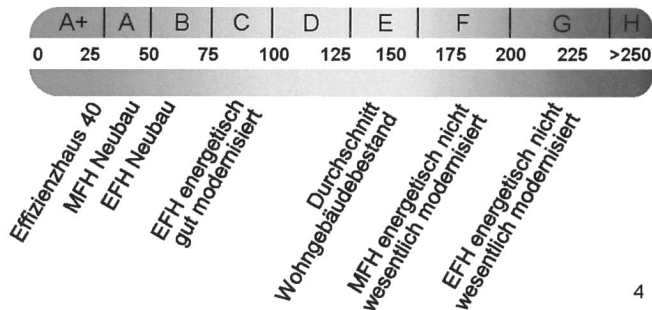 A+ A B C D E F G H
0 25 50 75 100 125 150 175 200 225 >250
Effizienzhaus 40
MFH Neubau
EFH Neubau
EFH energetisch
gut modernisiert
Durchschnitt
Wohngebäudebestand
MFH energetisch nicht
wesentlich modernisiert
EFH energetisch nicht
wesentlich modernisiert
4